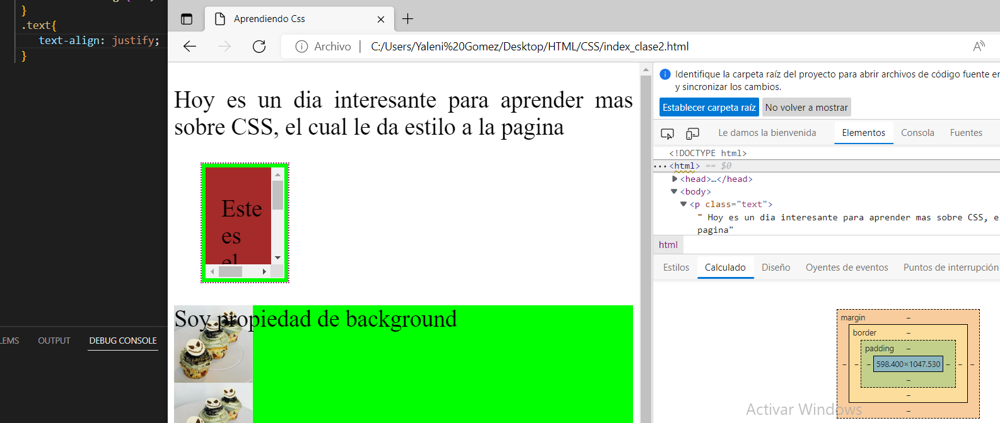 }
.text{
text-align: justify;
}
LEMS
OUTPUT
DEBUG CONSOLE
Aprendiendo Css
Archivo
C:/Users/Yaleni%20Gomez/Desktop/HTML/CSS/index_clase2.html
Hoy es un dia interesante para aprender mas
sobre CSS, el cual le da estilo a la pagina
Este
es
el
Soy propiedad de background
Identifique la carpeta raíz del proyecto para abrir archivos de código fuente
y sincronizar los cambios.
Establecer carpeta raíz
No volver a mostrar
Le damos la bienvenida
Elementos
Consola
Fuentes
<!DOCTYPE html>
···<html> == $0
<head>…</head>
<body>
<p class="text">
" Hoy es un dia interesante para aprender mas sobre CSS,
pagina"
html
Estilos
Calculado
Diseño
Oyentes de eventos
Puntos de interrupción
margin –
border –
padding –
– – – 598.400×1047.530 – – –
–
–
–
Activar Windows